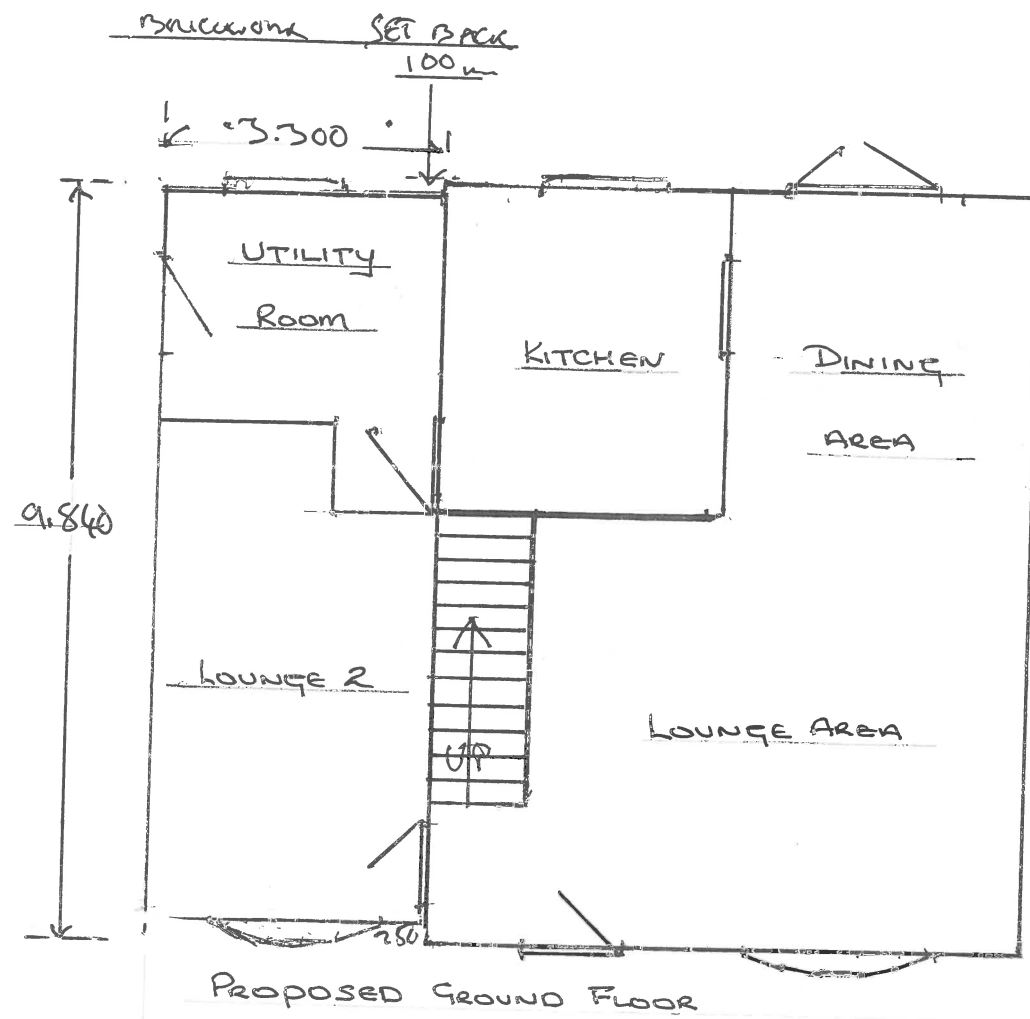 BRICKWORK SET BACK
100mm
3.300
UTILITY
ROOM
KITCHEN
DINING
AREA
9.840
LOUNGE 2
LOUNGE AREA
UP
250
PROPOSED GROUND FLOOR